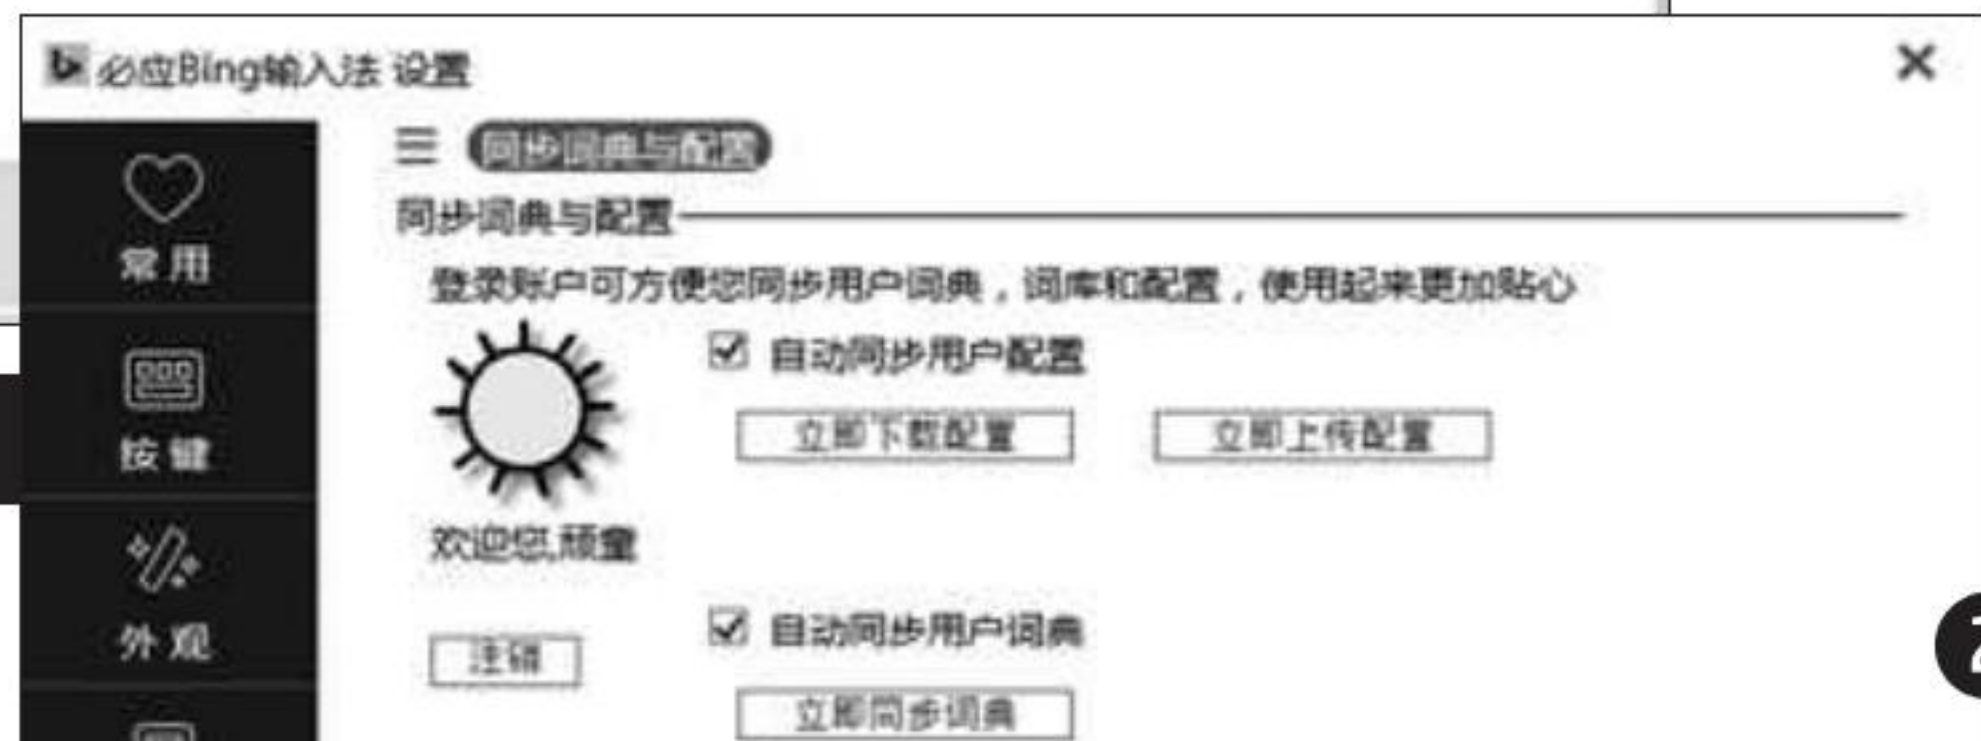 必应Bing输入法 设置
同步词典与配置
同步词典与配置
登录账户可方便您同步用户词典，词库和配置，使用起来更加贴心
常用
自动同步用户配置
立即下载配置
立即上传配置
按键
欢迎您,顽童
自动同步用户词典
外观
注销
立即同步词典